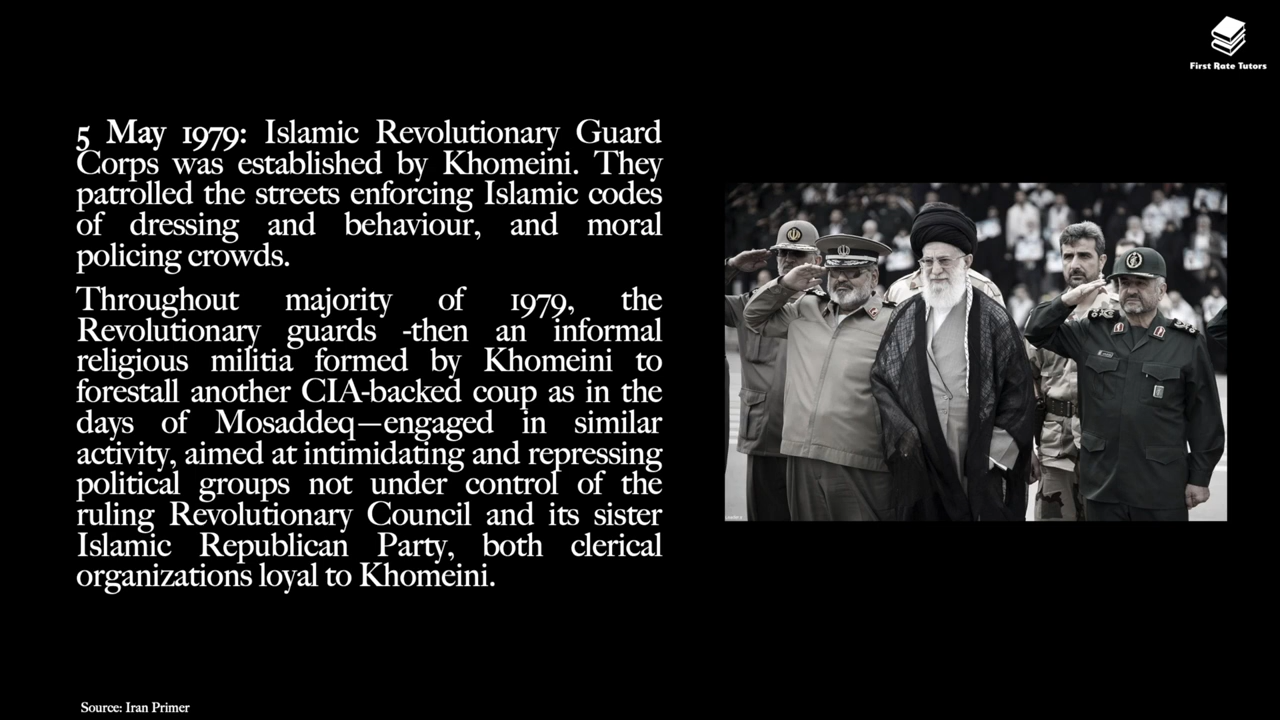 First Rate Tutors
5 May 1979: Islamic Revolutionary Guard
Corps was established by Khomeini. They
patrolled the streets enforcing Islamic codes
of dressing and behaviour, and moral
policing crowds.
Throughout majority of 1979, the
Revolutionary guards -then an informal
religious militia formed by Khomeini to
forestall another CIA-backed coup as in the
days of Mosaddeq—engaged in similar
activity, aimed at intimidating and repressing
political groups not under control of the
ruling Revolutionary Council and its sister
Islamic Republican Party, both clerical
organizations loyal to Khomeini.
Source: Iran Primer